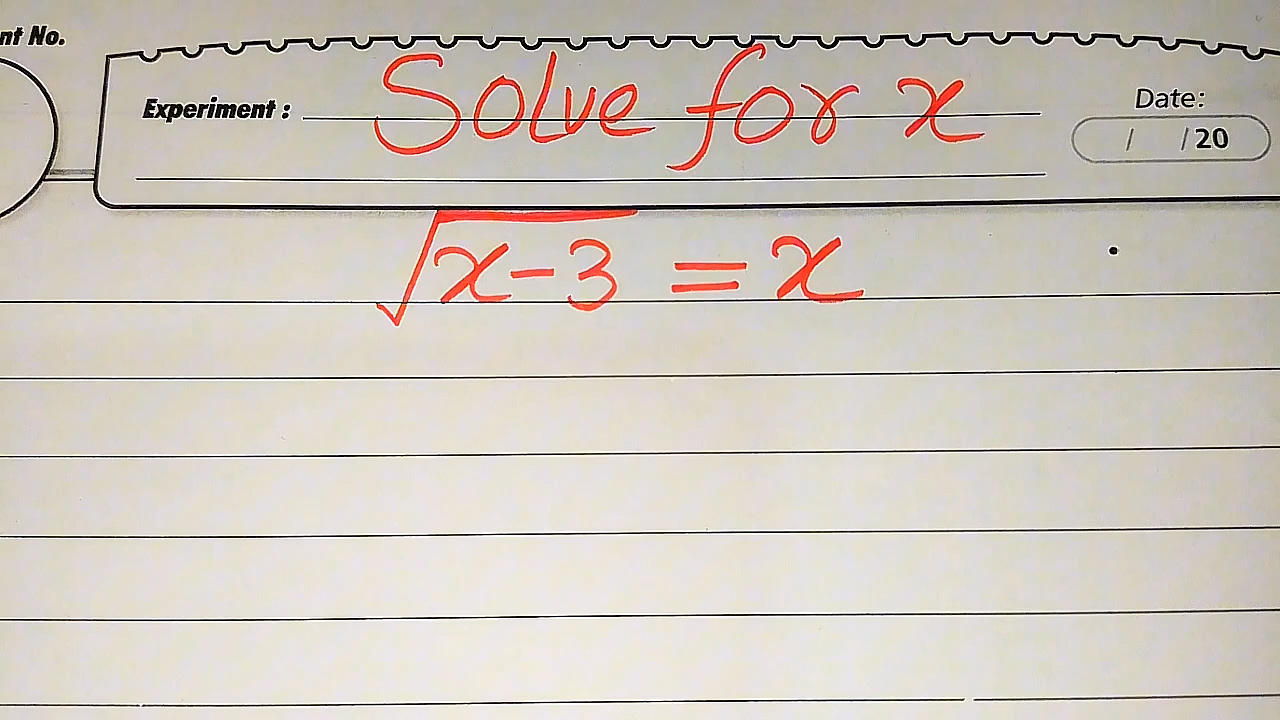 nt No.
Experiment : Solve for x
Date:
/ / 20
√x-3 = x